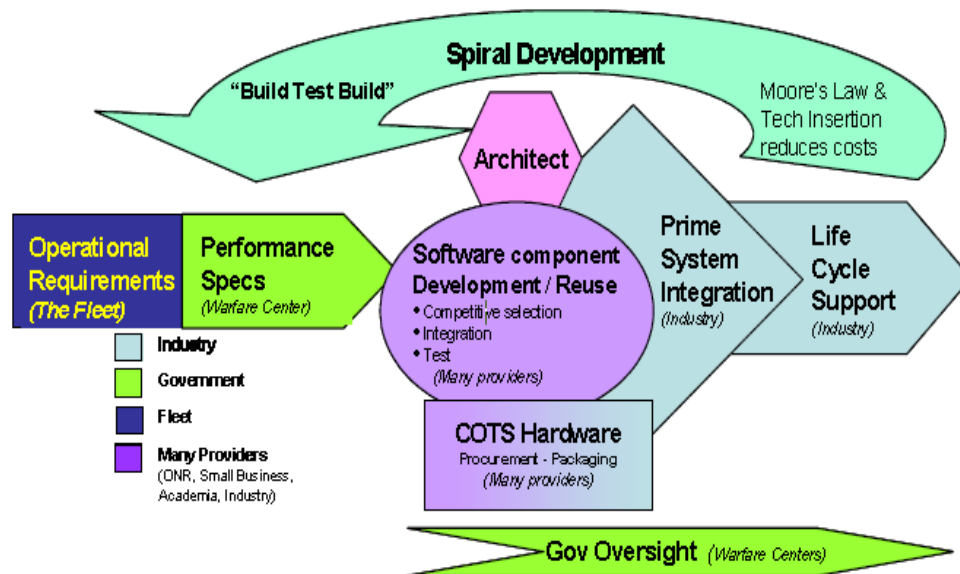 Spiral Development
"Build Test Build"
Moore's Law &
Tech Insertion
reduces costs
Architect
Operational
Requirements
(The Fleet)
Performance
Specs
(Warfare Center)
Software component
Development / Reuse
• Competitive selection
• Integration
• Test
(Many providers)
Prime
System
Integration
(Industry)
Life
Cycle
Support
(Industry)
Industry
Government
Fleet
Many Providers
(ONR, Small Business,
Academia, Industry)
COTS Hardware
Procurement - Packaging
(Many providers)
Gov Oversight (Warfare Centers)